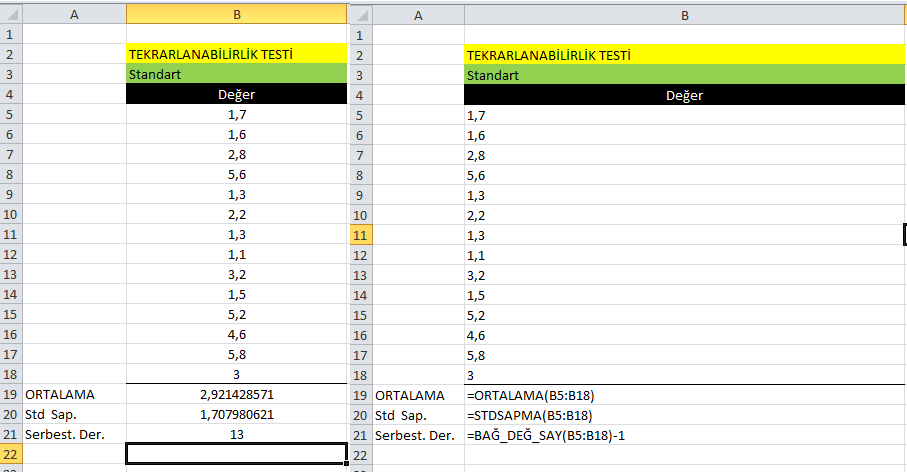 A B
1
2 TEKRARLANABİLİRLİK TESTİ
3 Standart
4 Değer
5 1,7
6 1,6
7 2,8
8 5,6
9 1,3
10 2,2
11 1,3
12 1,1
13 3,2
14 1,5
15 5,2
16 4,6
17 5,8
18 3
19 ORTALAMA 2,921428571
20 Std Sap. 1,707980621
21 Serbest. Der. 13
22
A B
1
2 TEKRARLANABİLİRLİK TESTİ
3 Standart
4 Değer
5 1,7
6 1,6
7 2,8
8 5,6
9 1,3
10 2,2
11 1,3
12 1,1
13 3,2
14 1,5
15 5,2
16 4,6
17 5,8
18 3
19 ORTALAMA =ORTALAMA(B5:B18)
20 Std Sap. =STDSAPMA(B5:B18)
21 Serbest. Der. =BAĞ_DEĞ_SAY(B5:B18)-1
22